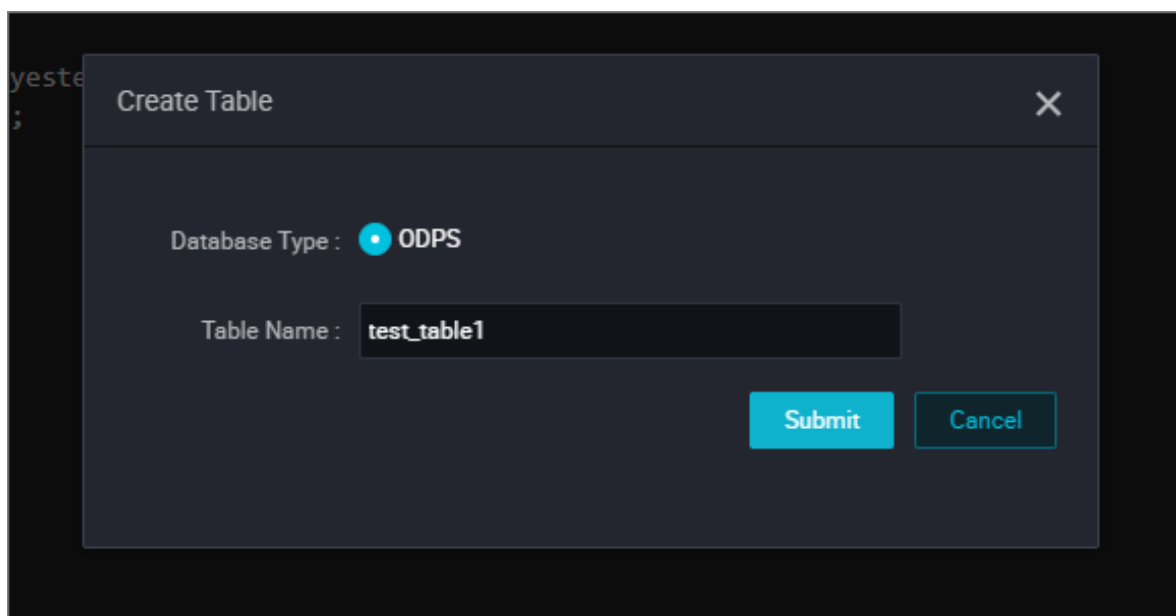 yeste
;
Create Table
Database Type : ODPS
Table Name : test_table1
Submit Cancel